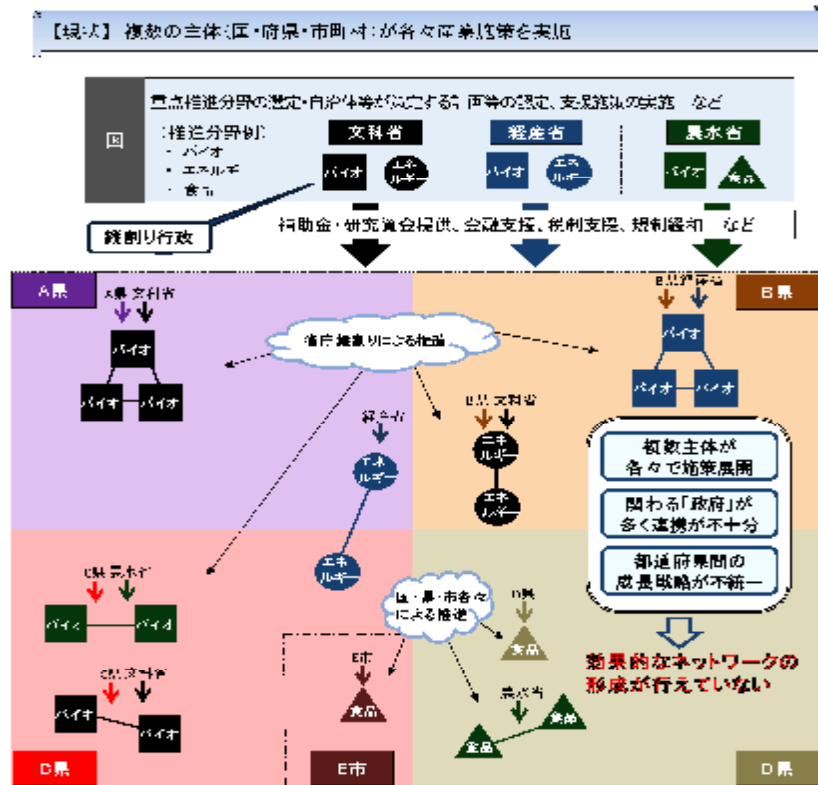 【現状】 複数の主体(国・府県・市町村)が各々産業施策を実施
国
重点推進分野の選定・自治体等が策定する計画等の認定、支援施策の実施 など
(推進分野例)
・ バイオ
・ エネルギー
・ 食品
文科省
経産省
農水省
バイオ
エネルギー
バイオ
エネルギー
バイオ
食品
縦割り行政
補助金・研究資金提供、金融支援、税制支援、規制緩和 など
A県
A県 文科省
バイオ
バイオ
バイオ
省庁縦割りによる推進
B県
B県 経産省
バイオ
バイオ
バイオ
B県 文科省
エネルギー
エネルギー
経産省
エネルギー
エネルギー
複数主体が
各々で施策展開
関わる「政府」が
多く連携が不十分
都道府県間の
成長戦略が不統一
効果的なネットワークの
形成が行えていない
C県 農水省
バイオ
バイオ
C県 文科省
バイオ
バイオ
C県
国・県・市各々
による推進
E市
食品
E市
D県
食品
農水省
食品
食品
D県